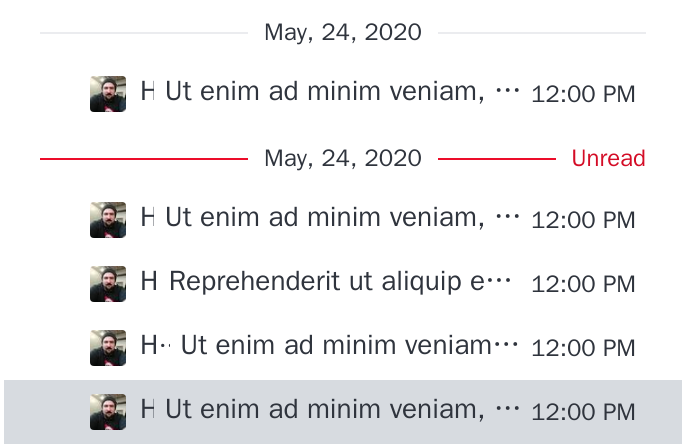 May, 24, 2020
H Ut enim ad minim veniam, ··· 12:00 PM
May, 24, 2020 Unread
H Ut enim ad minim veniam, ··· 12:00 PM
H Reprehenderit ut aliquip e··· 12:00 PM
H·· Ut enim ad minim veniam··· 12:00 PM
H Ut enim ad minim veniam, ··· 12:00 PM